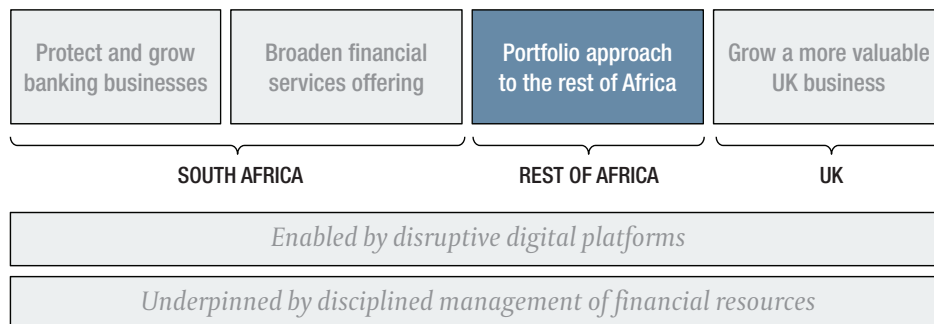 Protect and grow
banking businesses
Broaden financial
services offering
Portfolio approach
to the rest of Africa
Grow a more valuable
UK business
SOUTH AFRICA
REST OF AFRICA
UK
Enabled by disruptive digital platforms
Underpinned by disciplined management of financial resources